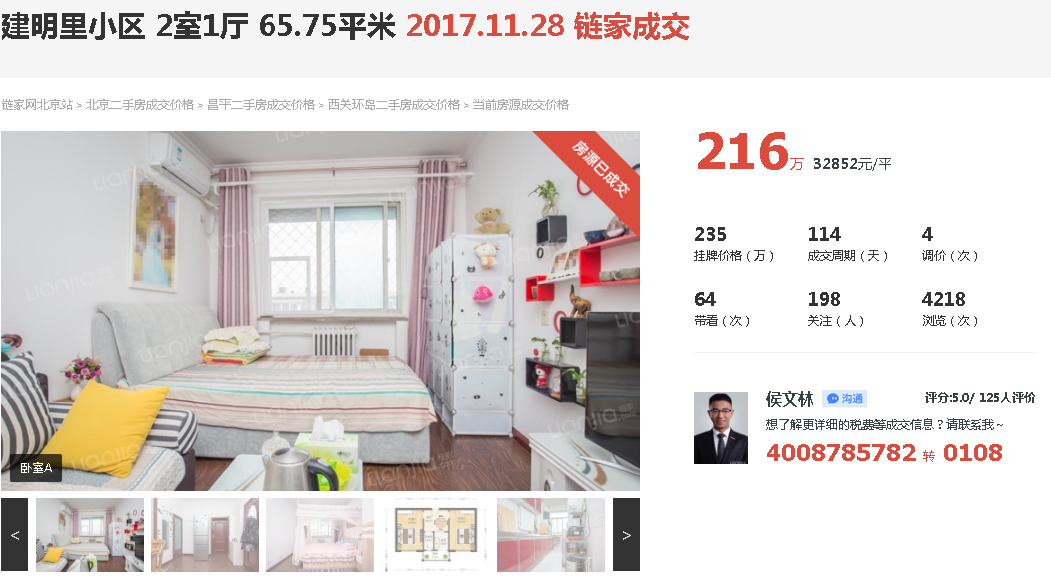 建明里小区 2室1厅 65.75平米 2017.11.28 链家成交
链家网北京站 > 北京二手房成交价格 > 昌平二手房成交价格 > 西关环岛二手房成交价格 > 当前房源成交价格
房源已成交
lianjia
卧室A
<
>
216万 32852元/平
235 114 4
挂牌价格（万） 成交周期（天） 调价（次）
64 198 4218
带看（次） 关注（人） 浏览（次）
侯文林 沟通 评分:5.0/ 125人评价
想了解更详细的税费等成交信息？请联系我～
4008785782 转 0108